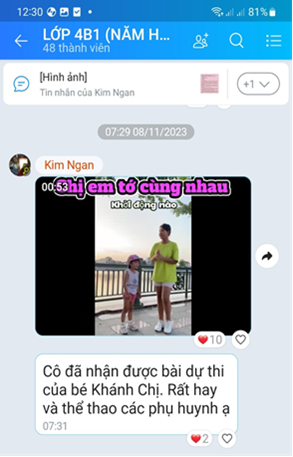 12:30
81%
LỚP 4B1 (NĂM H...
48 thành viên
[Hình ảnh]
Tin nhắn của Kim Ngan
+1
07:29 08/11/2023
Kim Ngan
00:53
Chị em tớ cùng nhau
Khởi động nào
10
Cô đã nhận được bài dự thi
của bé Khánh Chị. Rất hay
và thể thao các phụ huynh ạ
07:31
2